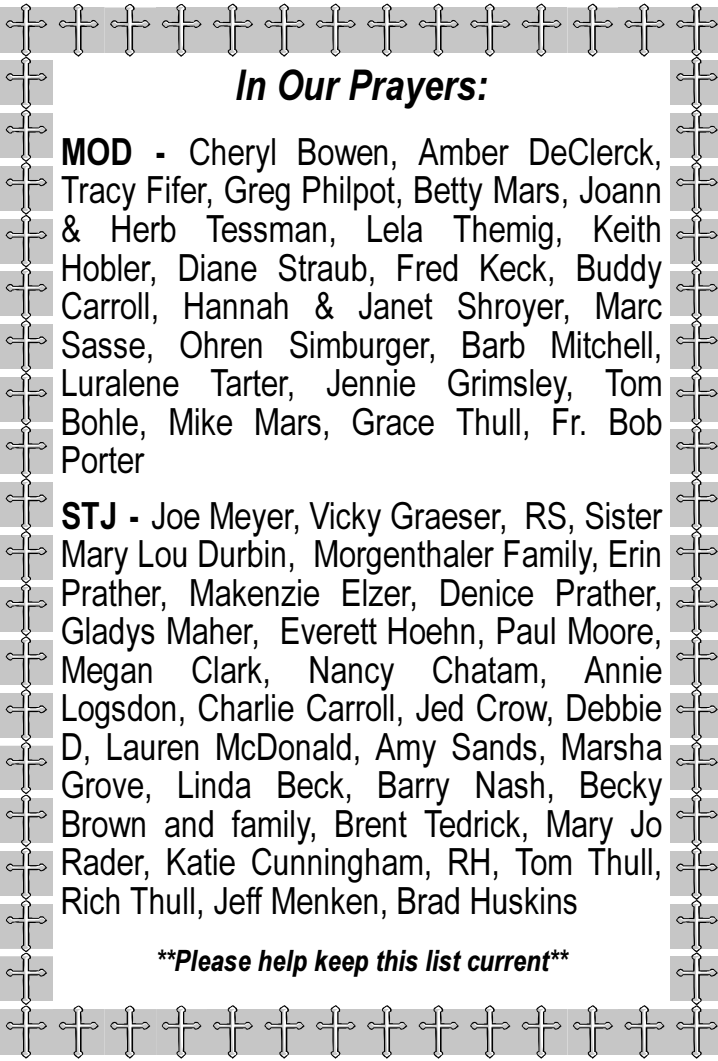 In Our Prayers:
MOD - Cheryl Bowen, Amber DeClerck,
Tracy Fifer, Greg Philpot, Betty Mars, Joann
& Herb Tessman, Lela Themig, Keith
Hobler, Diane Straub, Fred Keck, Buddy
Carroll, Hannah & Janet Shroyer, Marc
Sasse, Ohren Simburger, Barb Mitchell,
Luralene Tarter, Jennie Grimsley, Tom
Bohle, Mike Mars, Grace Thull, Fr. Bob
Porter
STJ - Joe Meyer, Vicky Graeser, RS, Sister
Mary Lou Durbin, Morgenthaler Family, Erin
Prather, Makenzie Elzer, Denice Prather,
Gladys Maher, Everett Hoehn, Paul Moore,
Megan Clark, Nancy Chatam, Annie
Logsdon, Charlie Carroll, Jed Crow, Debbie
D, Lauren McDonald, Amy Sands, Marsha
Grove, Linda Beck, Barry Nash, Becky
Brown and family, Brent Tedrick, Mary Jo
Rader, Katie Cunningham, RH, Tom Thull,
Rich Thull, Jeff Menken, Brad Huskins
**Please help keep this list current**